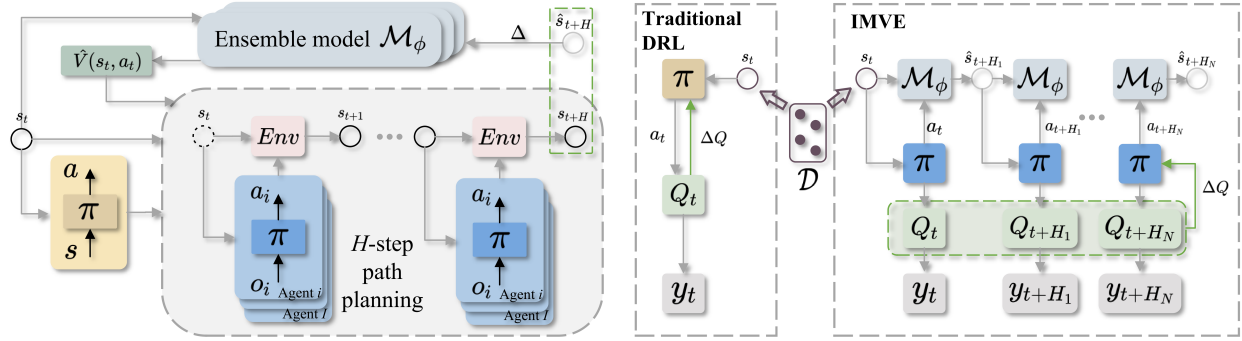 Ensemble model 𝓜_ϕ
V̂(s_t, a_t)
Δ
ŝ_{t+H}
s_t
s_t
Env
s_{t+1}
Env
s_{t+H}
a
π
s
a_i
π
o_i
Agent i
Agent 1
H-step
path
planning
a_i
π
o_i
Agent i
Agent 1
Traditional
DRL
π
s_t
a_t
ΔQ
Q_t
y_t
𝒟
IMVE
s_t
𝓜_ϕ
ŝ_{t+H_1}
𝓜_ϕ
𝓜_ϕ
ŝ_{t+H_N}
a_t
a_{t+H_1}
a_{t+H_N}
π
π
π
ΔQ
Q_t
Q_{t+H_1}
Q_{t+H_N}
y_t
y_{t+H_1}
y_{t+H_N}